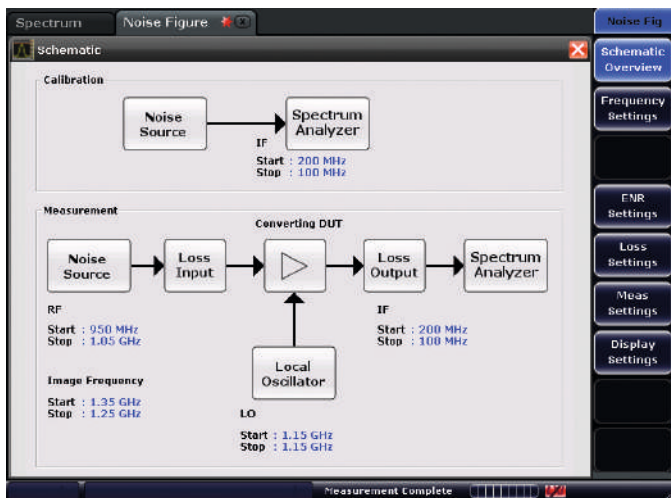 Spectrum
Noise Figure
Noise Fig
Schematic
Calibration
Noise
Source
Spectrum
Analyzer
IF
Start : 200 MHz
Stop : 100 MHz
Measurement
Converting DUT
Noise
Source
Loss
Input
Loss
Output
Spectrum
Analyzer
RF
Start : 950 MHz
Stop : 1.05 GHz
IF
Start : 200 MHz
Stop : 100 MHz
Image Frequency
Start : 1.35 GHz
Stop : 1.25 GHz
Local
Oscillator
LO
Start : 1.15 GHz
Stop : 1.15 GHz
Schematic
Overview
Frequency
Settings
ENR
Settings
Loss
Settings
Meas
Settings
Display
Settings
Measurement Complete